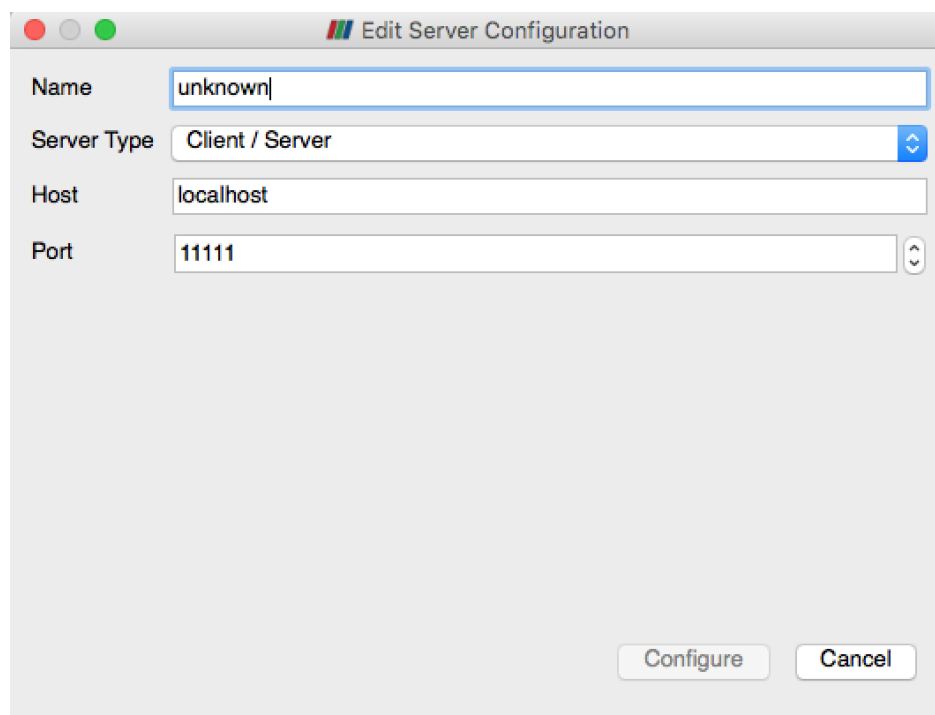 Edit Server Configuration
Name unknown
Server Type Client / Server
Host localhost
Port 11111
Configure Cancel